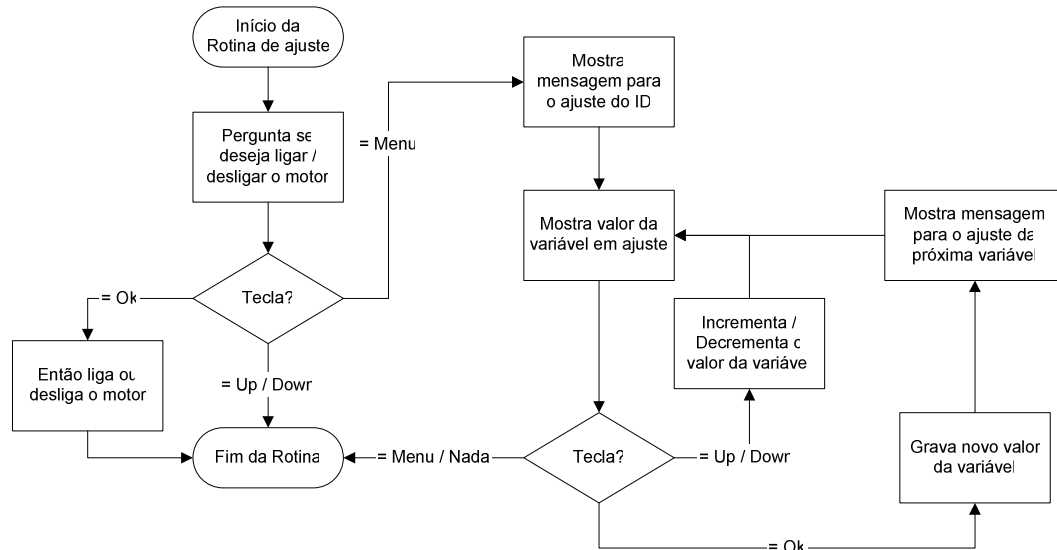 Início da
Rotina de ajuste
Pergunta se
deseja ligar /
desligar o motor
= Menu
Tecla?
= Ok
Então liga ou
desliga o motor
= Up / Down
Fim da Rotina
Mostra
mensagem para
o ajuste do ID
Mostra valor da
variável em ajuste
Tecla?
= Menu / Nada
= Up / Down
Incrementa /
Decrementa o
valor da variável
= Ok
Grava novo valor
da variável
Mostra mensagem
para o ajuste da
próxima variável